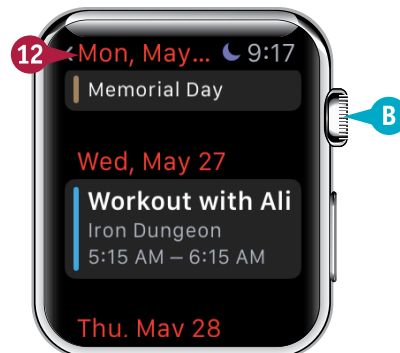 12
<Mon, May... 9:17
B
Memorial Day
Wed, May 27
Workout with Ali
Iron Dungeon
5:15 AM – 6:15 AM
Thu, May 28